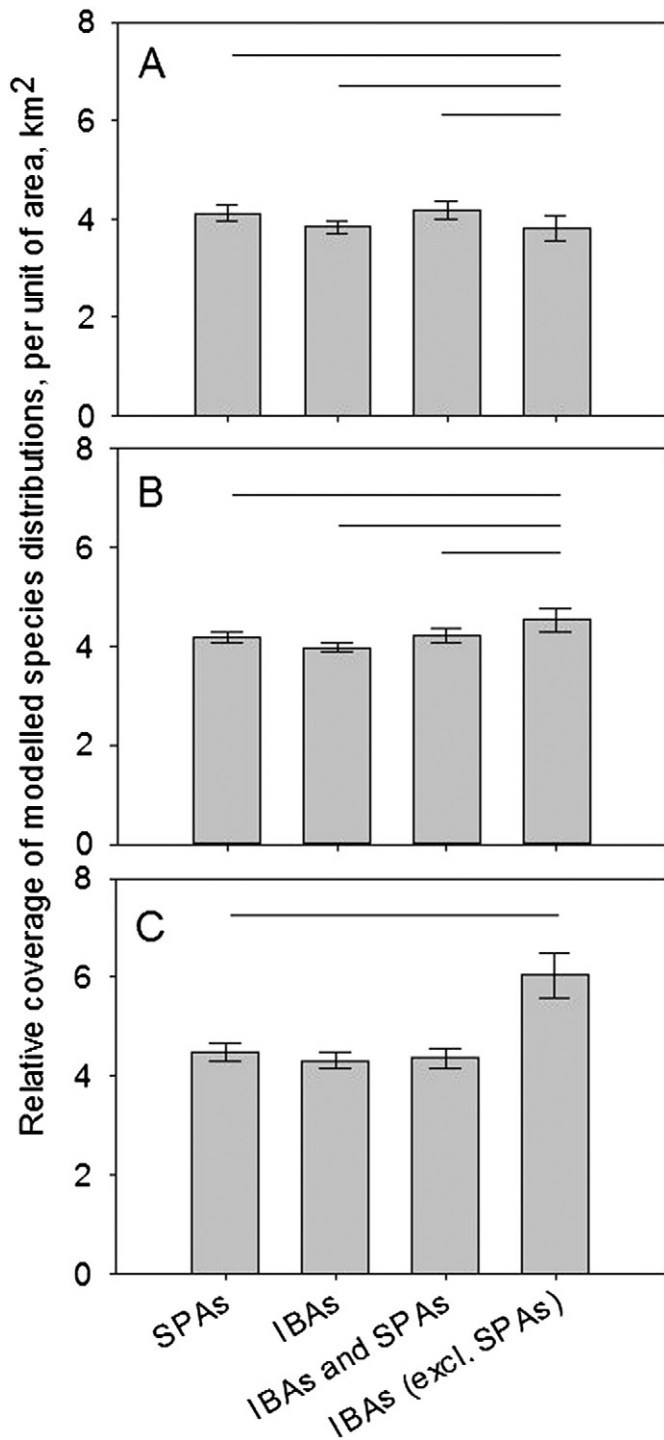 Relative coverage of modelled species distributions, per unit of area, km²
A
8
6
4
2
0
B
8
6
4
2
0
C
8
6
4
2
0
SPAs
IBAs
IBAs and SPAs
IBAs (excl. SPAs)